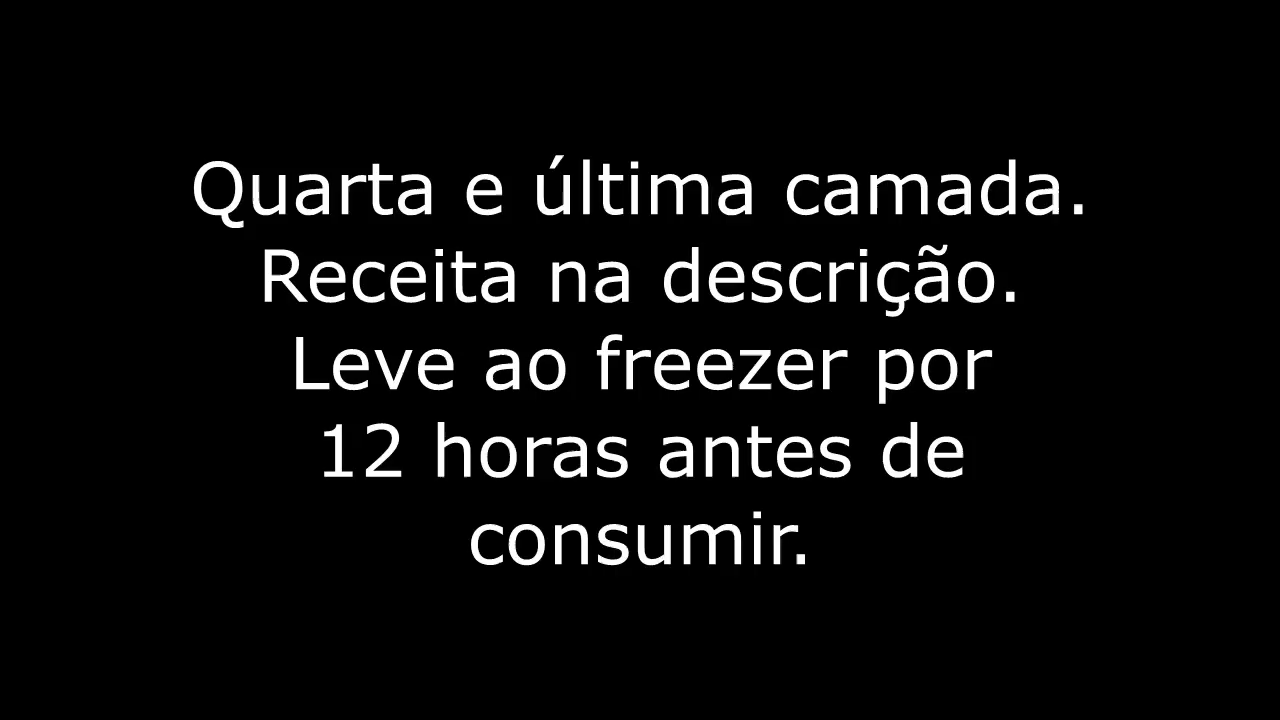 Quarta e última camada.
Receita na descrição.
Leve ao freezer por
12 horas antes de
consumir.